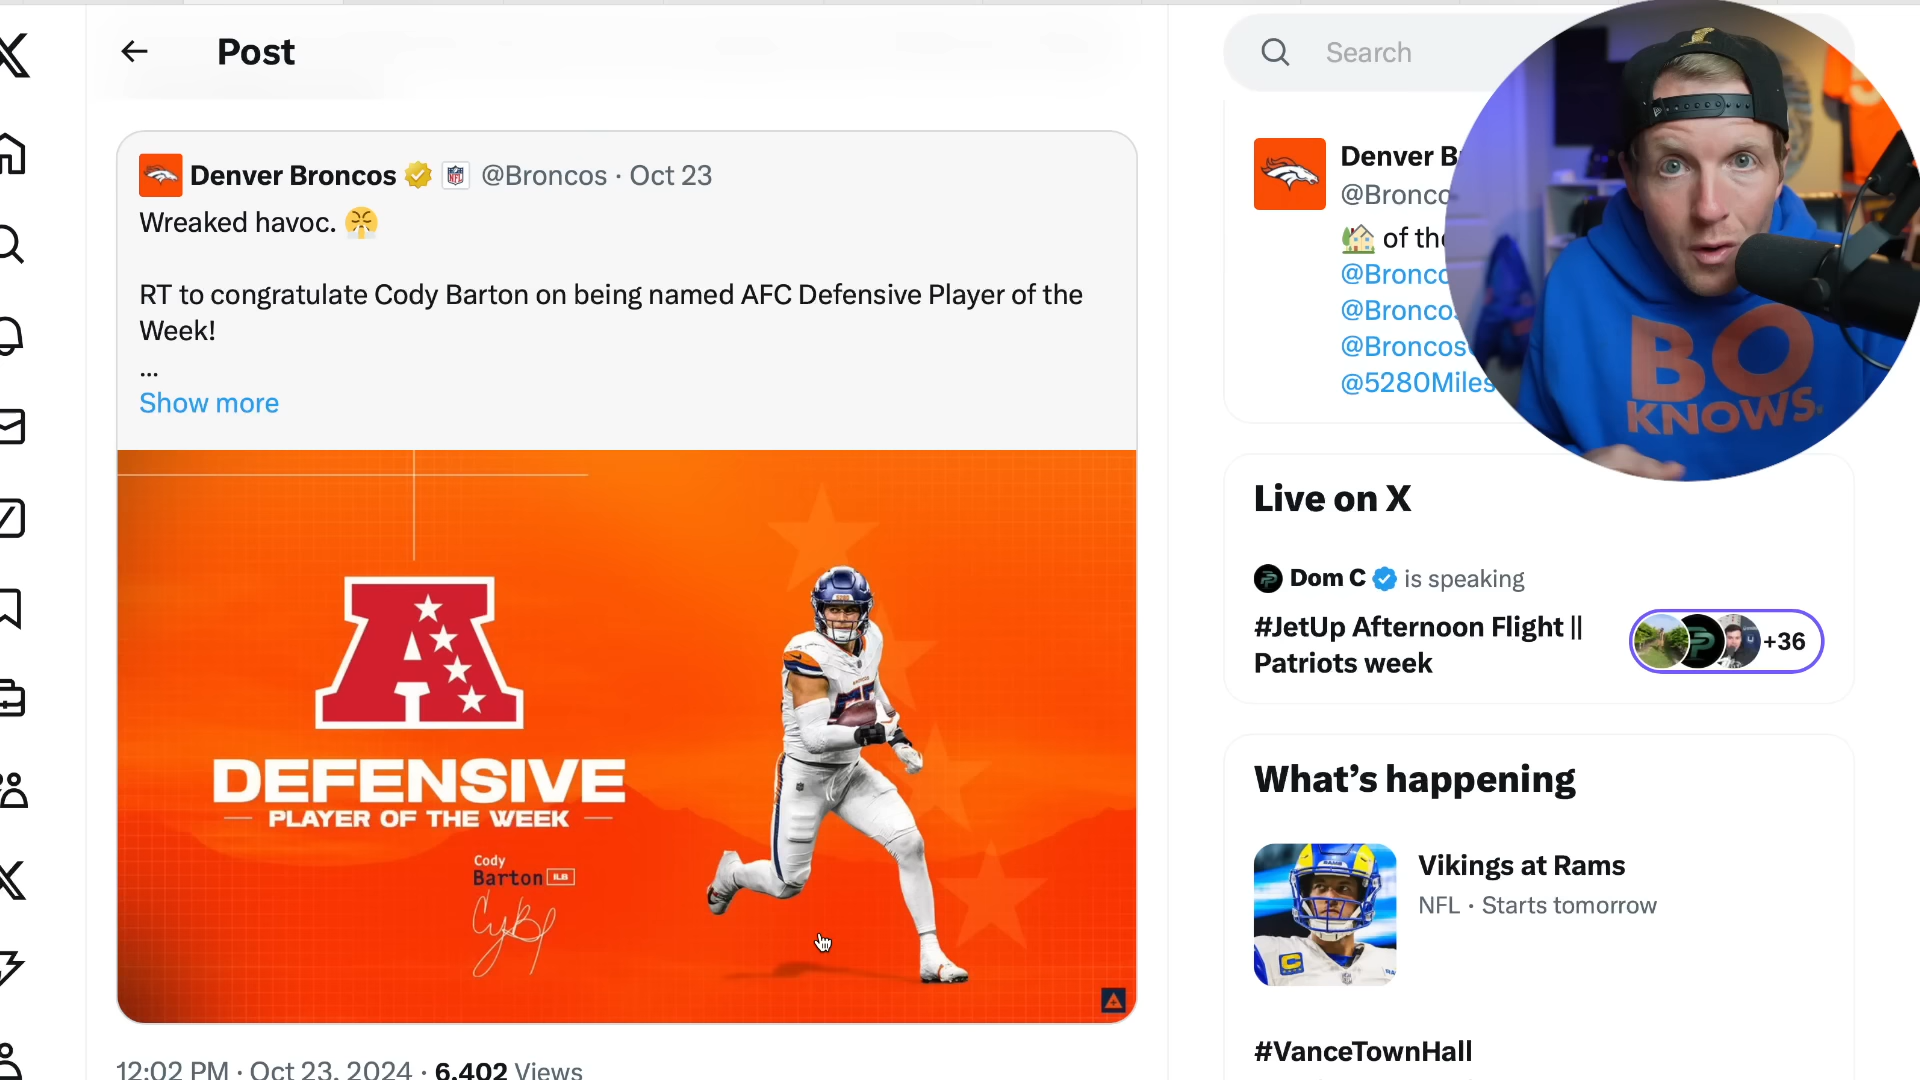 Post
Denver Broncos @Broncos · Oct 23
Wreaked havoc.
RT to congratulate Cody Barton on being named AFC Defensive Player of the
Week!
...
Show more
A
DEFENSIVE
PLAYER OF THE WEEK
Cody
Barton ILB
12:02 PM · Oct 23, 2024 · 6,402 Views
Search
Denver B
@Bronco
of the
@Bronco
@Broncos
@Broncos
@5280Miles
BO
KNOWS.
Live on X
Dom C is speaking
#JetUp Afternoon Flight ||
Patriots week
+36
What's happening
Vikings at Rams
NFL · Starts tomorrow
#VanceTownHall